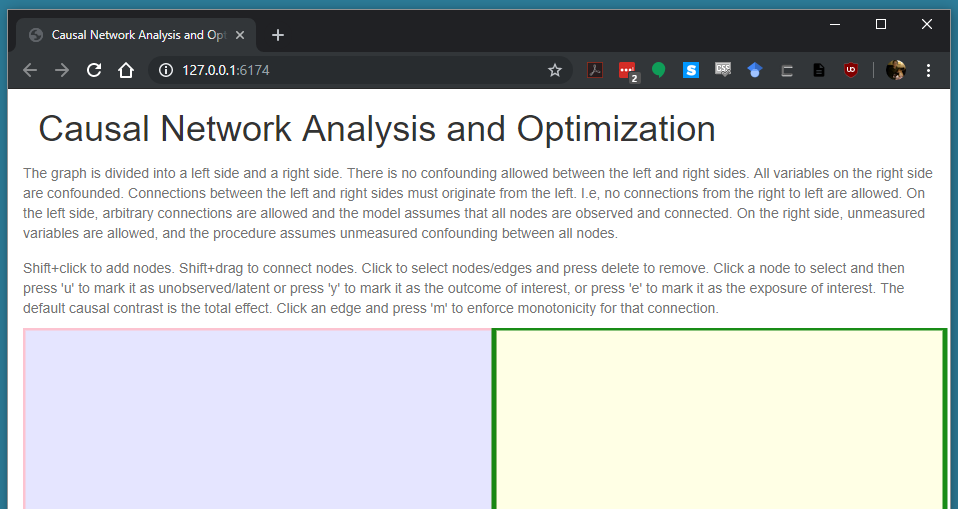 Causal Network Analysis and Opt
127.0.0.1:6174
2
CSP
UD
Causal Network Analysis and Optimization
The graph is divided into a left side and a right side. There is no confounding allowed between the left and right sides. All variables on the right side
are confounded. Connections between the left and right sides must originate from the left. I.e, no connections from the right to left are allowed. On
the left side, arbitrary connections are allowed and the model assumes that all nodes are observed and connected. On the right side, unmeasured
variables are allowed, and the procedure assumes unmeasured confounding between all nodes.
Shift+click to add nodes. Shift+drag to connect nodes. Click to select nodes/edges and press delete to remove. Click a node to select and then
press 'u' to mark it as unobserved/latent or press 'y' to mark it as the outcome of interest, or press 'e' to mark it as the exposure of interest. The
default causal contrast is the total effect. Click an edge and press 'm' to enforce monotonicity for that connection.